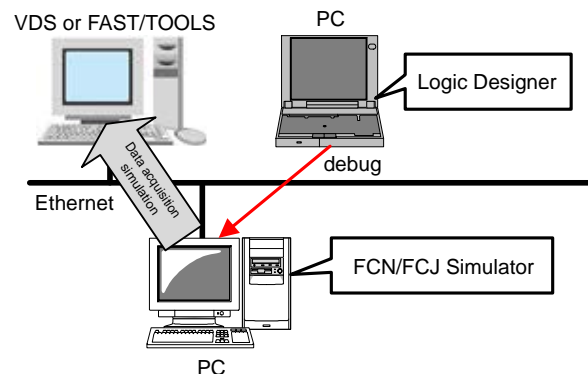 VDS or FAST/TOOLS
PC
Logic Designer
Data acquisition
simulation
debug
Ethernet
FCN/FCJ Simulator
PC